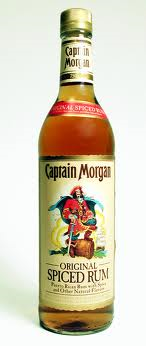 Captain
Morgan
ORIGINAL SPICED RUM
Captain Morgan
ORIGINAL
SPICED RUM
Puerto Rican Rum with Spice
and Other Natural Flavors